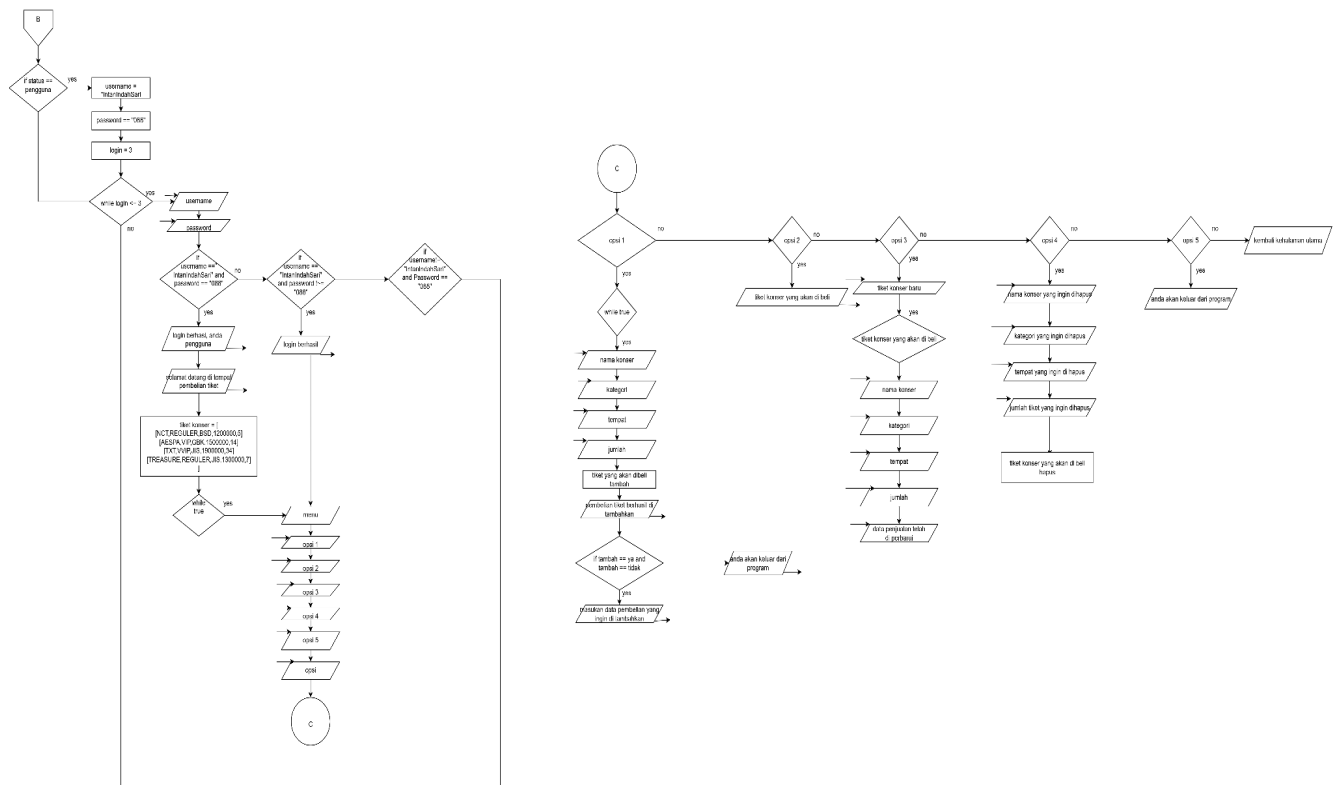 B
if status ==
pengguna
yes
username =
"IntanIndahSari
password == "088"
login = 3
while login <= 3
yes
no
username
password
if
username =="
IntanIndahSari" and
password == "088"
no
yes
login berhasl, anda
pengguna
selamat datang di tempat
pembelian tiket
tiket konser = [
[NCT,REGULER,BSD,1200000,5]
[AESPA,VIP,GBK,1500000,14]
[TXT,VVIP,JIS,1900000,34]
[TREASURE,REGULER,JIS,1300000,7]
]
while
true
yes
if
username ==
"IntanIndahSari"
and password !=
"088"
yes
login berhasil
if
username!
"IntanIndahSari"
and Password ==
"088"
menu
opsi 1
opsi 2
opsi 3
opsi 4
opsi 5
opsi
C
C
opsi 1
no
yes
while true
yes
nama konser
kategori
tempat
jumlah
tiket yang akan dibeli
tambah
pembelian tiket berhasil di
tambahkan
if tambah == ya and
tambah == tidak
yes
masukan data pembelian yang
ingin di tambahkan
opsi 2
no
yes
tiket konser yang akan di beli
anda akan keluar dari
program
opsi 3
no
yes
tiket konser baru
yes
tiket konser yang akan di beli
nama konser
kategori
tempat
jumlah
data penjualan telah
di perbarui
opsi 4
no
yes
nama konser yang ingin dihapus
kategori yang ingin dihapus
tempat yang ingin di hapus
jumlah tiket yang ingin dihapus
tiket konser yang akan di beli
hapus
opsi 5
no
yes
anda akan keluar dari program
kembali kehalaman utama